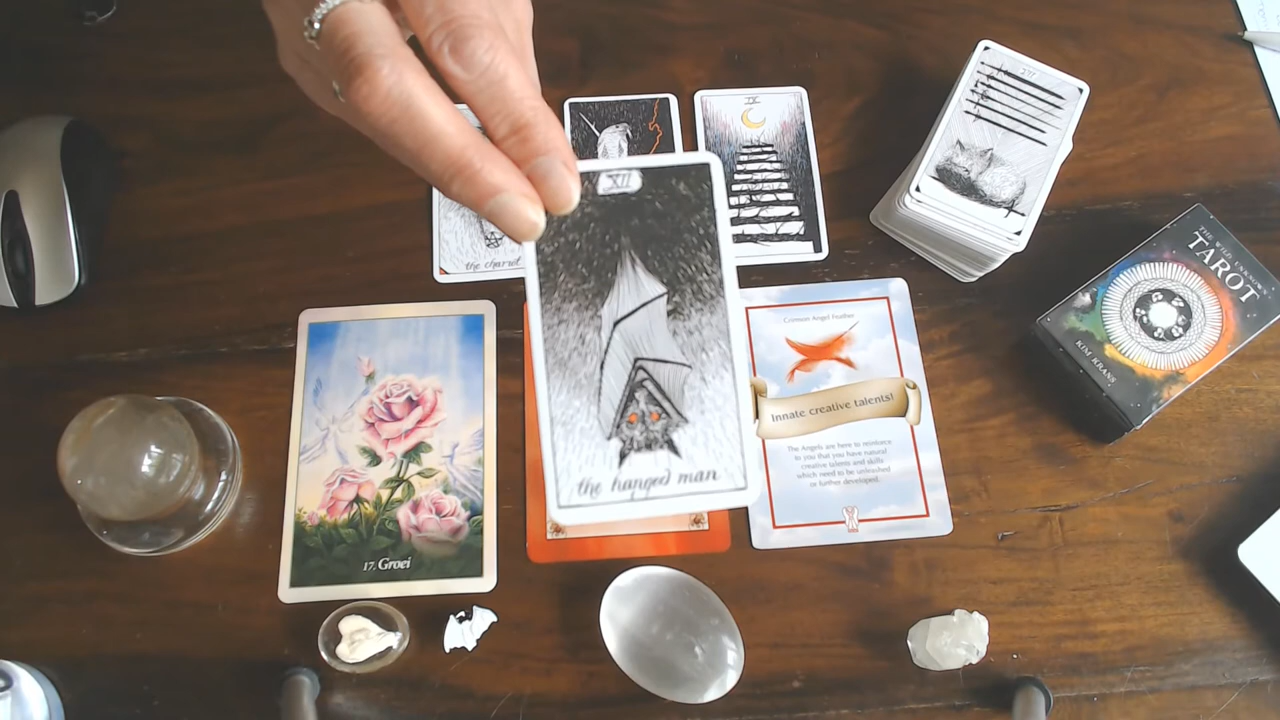 IV
XII
the chariot
the hanged man
17. Groei
Crimson Angel Feather
Innate creative talents!
The Angels are here to reinforce
to you that you have natural
creative talents and skills
which need to be unleashed
or further developed.
THE WILD UNKNOWN
TAROT
KIM KRANS